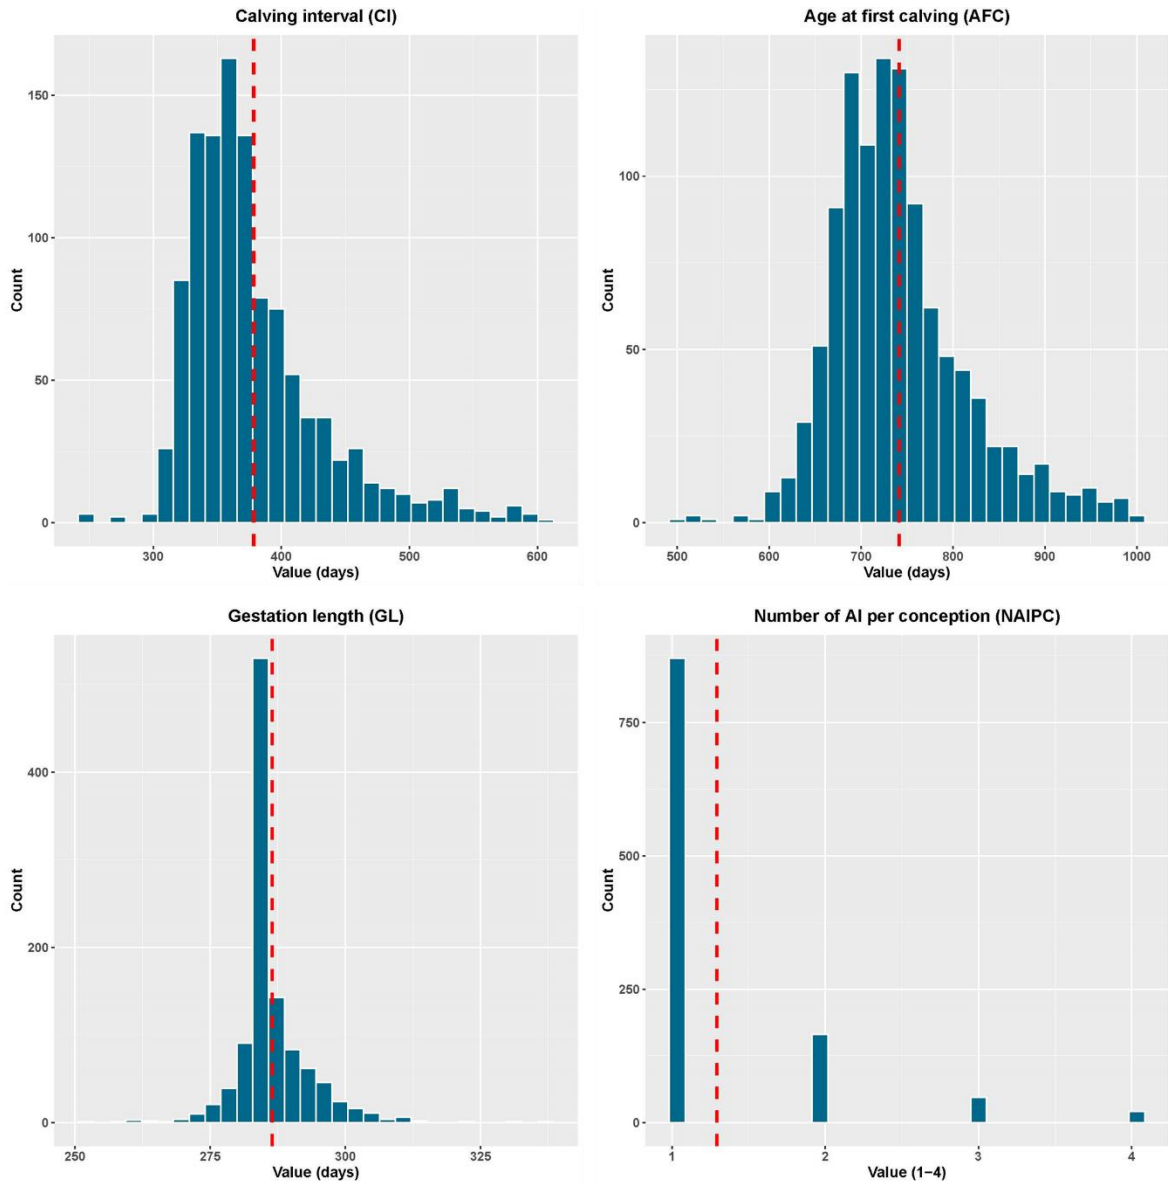 Calving interval (CI)
150
100
50
0
Count
300 400 500 600
Value (days)
Age at first calving (AFC)
100
50
0
Count
500 600 700 800 900 1000
Value (days)
Gestation length (GL)
400
200
0
Count
250 275 300 325
Value (days)
Number of AI per conception (NAIPC)
750
500
250
0
Count
1 2 3 4
Value (1−4)